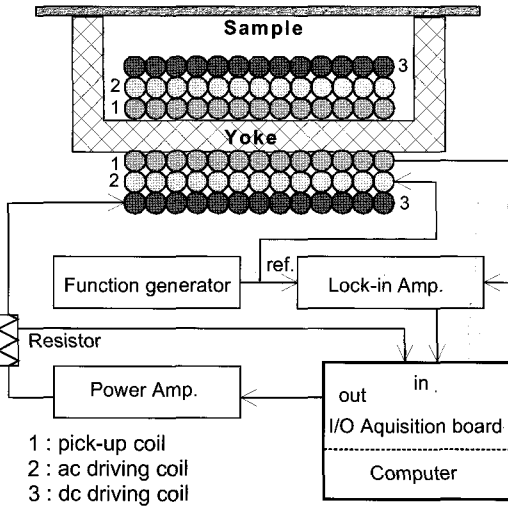 Sample
3
2
1
Yoke
1
2
3
ref.
Function generator
Lock-in Amp.
Resistor
Power Amp.
out
in .
I/O Aquisition board
Computer
1 : pick-up coil
2 : ac driving coil
3 : dc driving coil